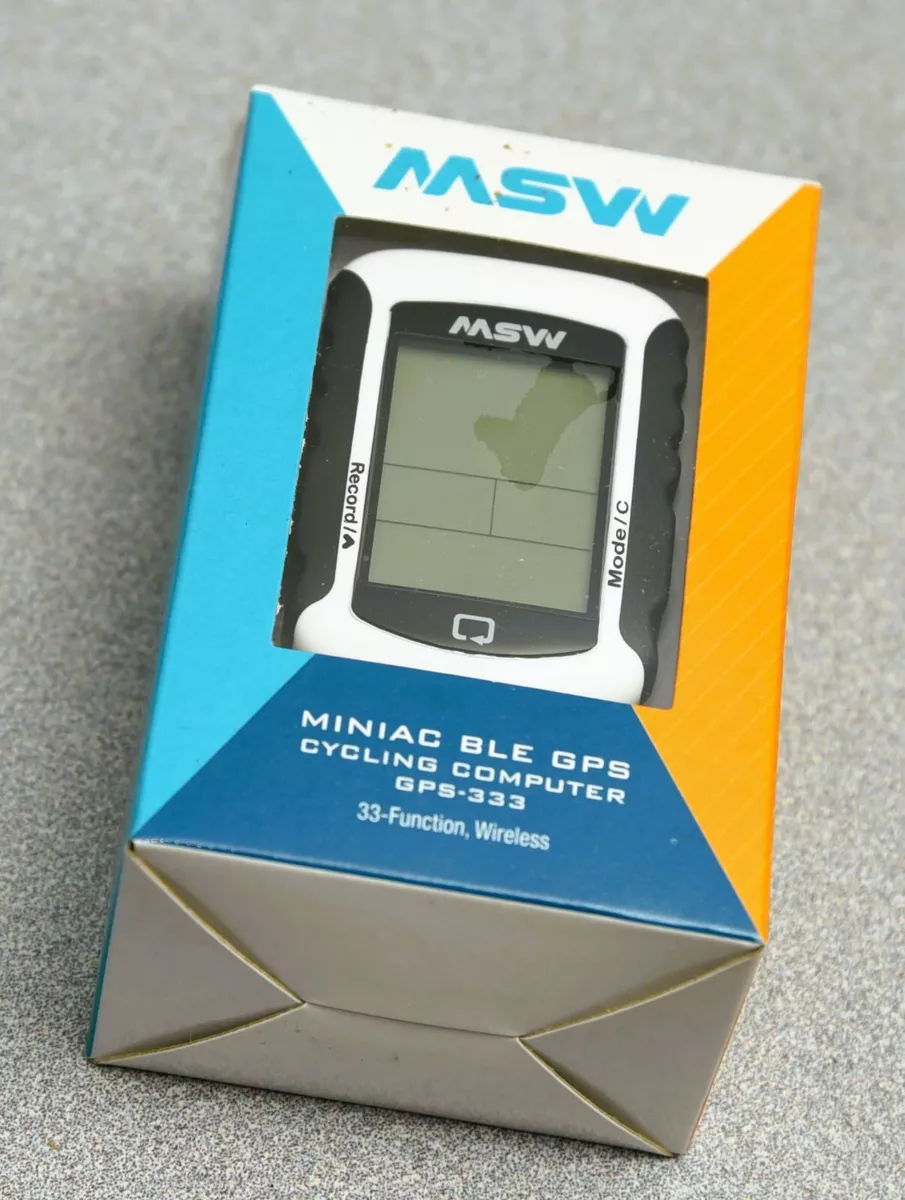 MSW
MSW
Record/▲
Mode/C
MINIAC BLE GPS
CYCLING COMPUTER
GPS-333
33-Function, Wireless